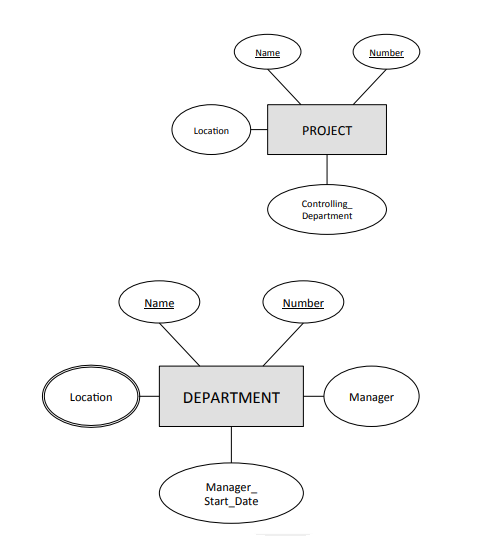 Name
Number
Location
PROJECT
Controlling_
Department
Name
Number
Location
DEPARTMENT
Manager
Manager_
Start_Date